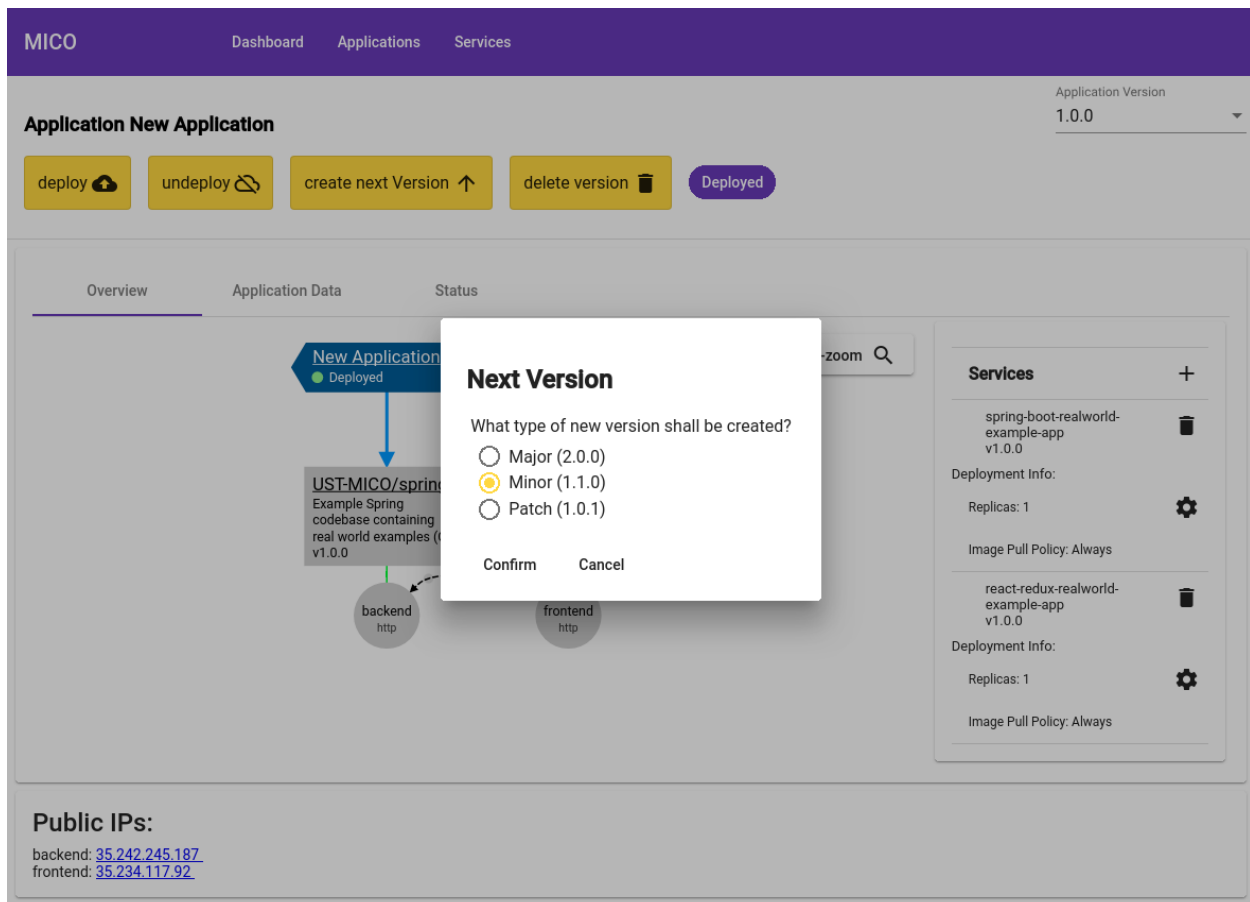 MICO Dashboard Applications Services
Application Version
1.0.0
Application New Application
deploy undeploy create next Version delete version Deployed
Overview Application Data Status
New Application
Deployed
-zoom
UST-MICO/spring
Example Spring
codebase containing
real world examples
v1.0.0
backend
http
frontend
http
Next Version
What type of new version shall be created?
Major (2.0.0)
Minor (1.1.0)
Patch (1.0.1)
Confirm Cancel
Services
spring-boot-realworld-
example-app
v1.0.0
Deployment Info:
Replicas: 1
Image Pull Policy: Always
react-redux-realworld-
example-app
v1.0.0
Deployment Info:
Replicas: 1
Image Pull Policy: Always
Public IPs:
backend: 35.242.245.187
frontend: 35.234.117.92